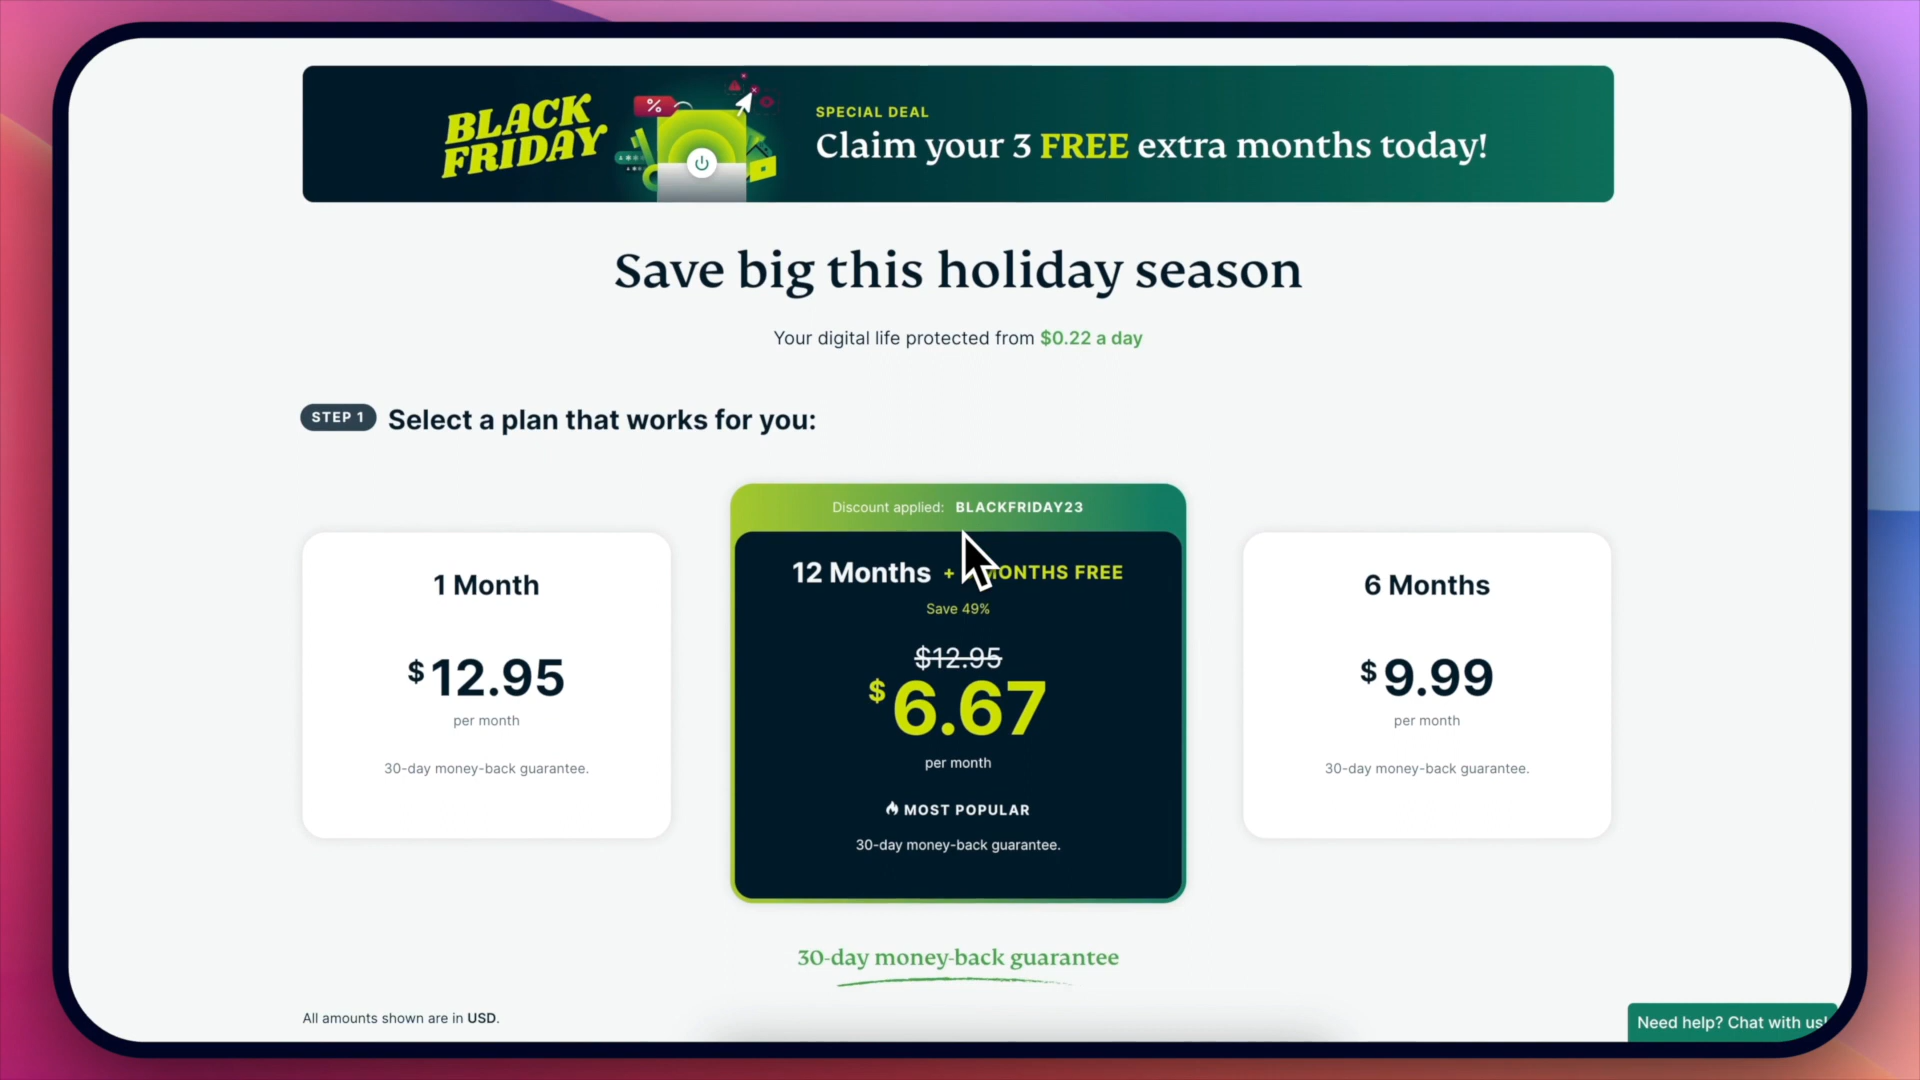 BLACK
FRIDAY
%
SPECIAL DEAL
Claim your 3 FREE extra months today!
Save big this holiday season
Your digital life protected from $0.22 a day
STEP 1 Select a plan that works for you:
Discount applied: BLACKFRIDAY23
1 Month
$12.95
per month
30-day money-back guarantee.
12 Months + MONTHS FREE
Save 49%
$12.95
$6.67
per month
MOST POPULAR
30-day money-back guarantee.
6 Months
$9.99
per month
30-day money-back guarantee.
30-day money-back guarantee
All amounts shown are in USD.
Need help? Chat with us!